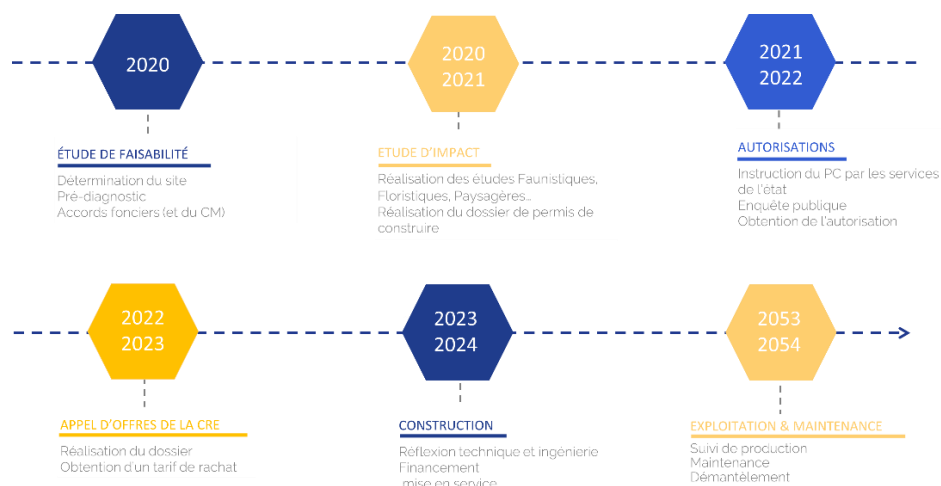 2020
ÉTUDE DE FAISABILITÉ
Détermination du site
Pré-diagnostic
Accords fonciers (et du CM)
2020
2021
ETUDE D'IMPACT
Réalisation des études Faunistiques,
Floristiques, Paysagères...
Réalisation du dossier de permis de
construire
2021
2022
AUTORISATIONS
Instruction du PC par les services
de l'état
Enquête publique
Obtention de l'autorisation
2022
2023
APPEL D'OFFRES DE LA CRE
Réalisation du dossier
Obtention d'un tarif de rachat
2023
2024
CONSTRUCTION
Réflexion technique et ingénierie
Financement
mise en service
2053
2054
EXPLOITATION & MAINTENANCE
Suivi de production
Maintenance
Démantèlement